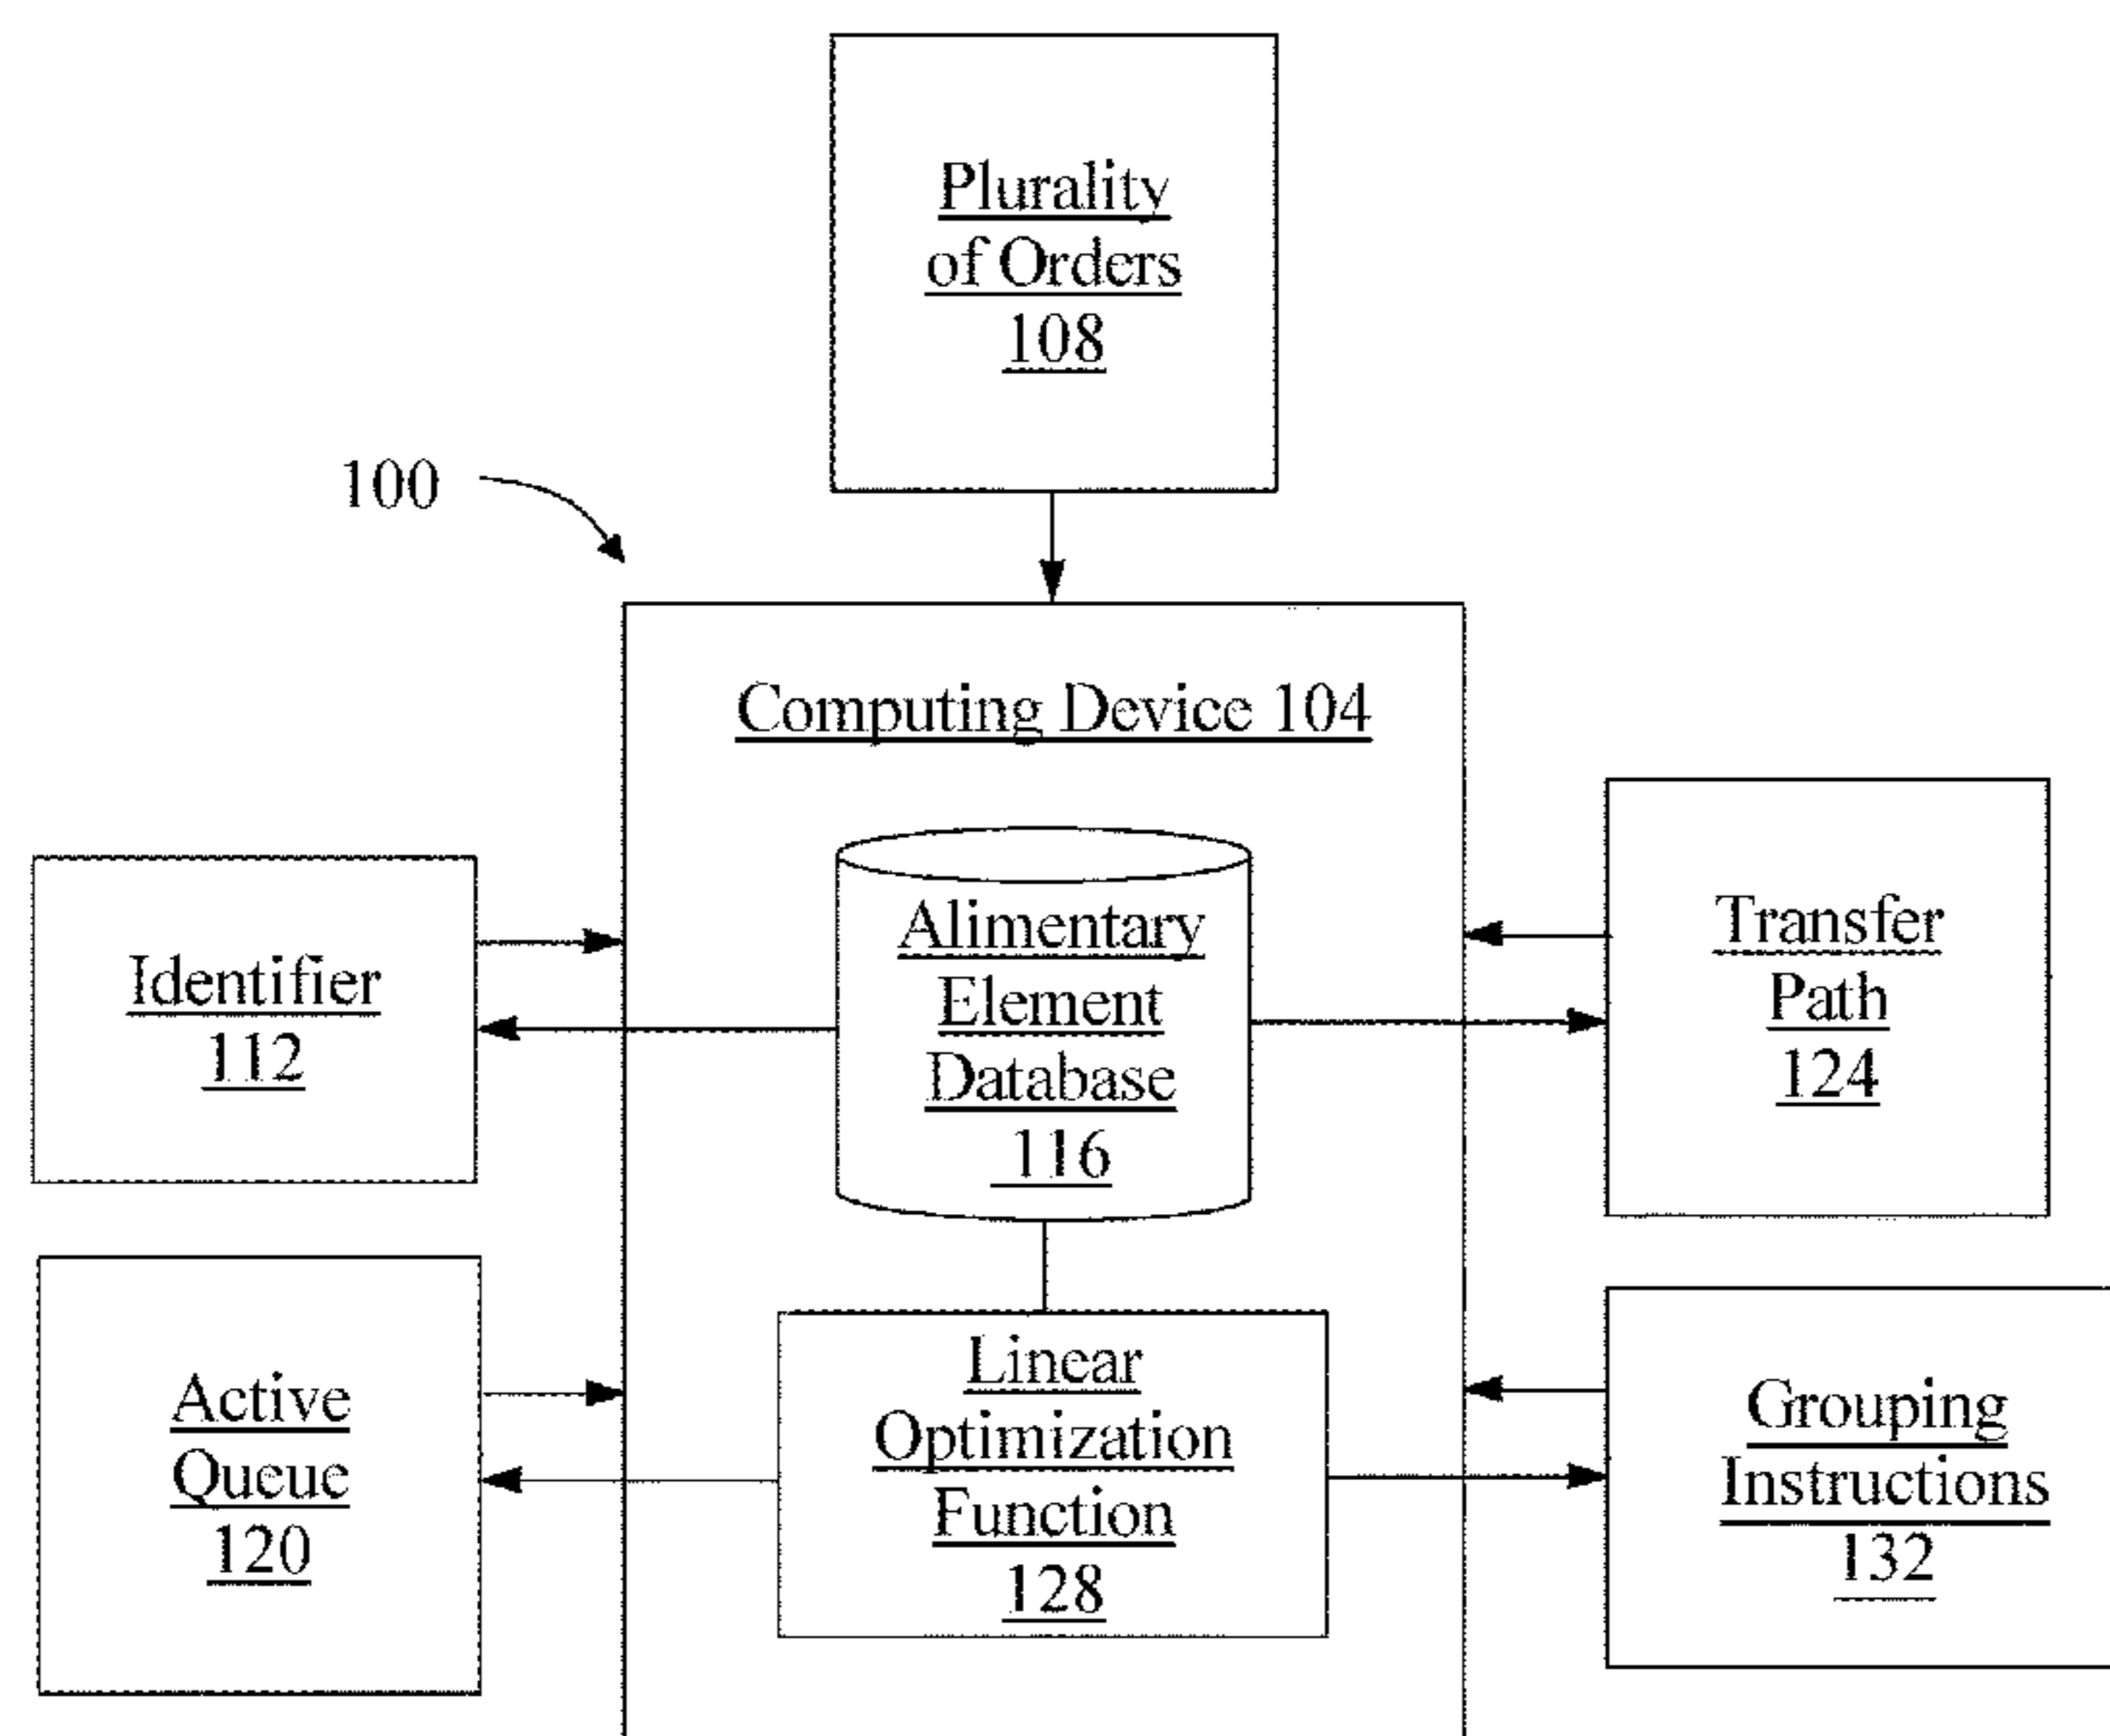 Plurality
of Orders
108
100
Computing Device 104
Identifier
112
Alimentary
Element
Database
116
Transfer
Path
124
Active
Queue
120
Linear
Optimization
Function
128
Grouping
Instructions
132